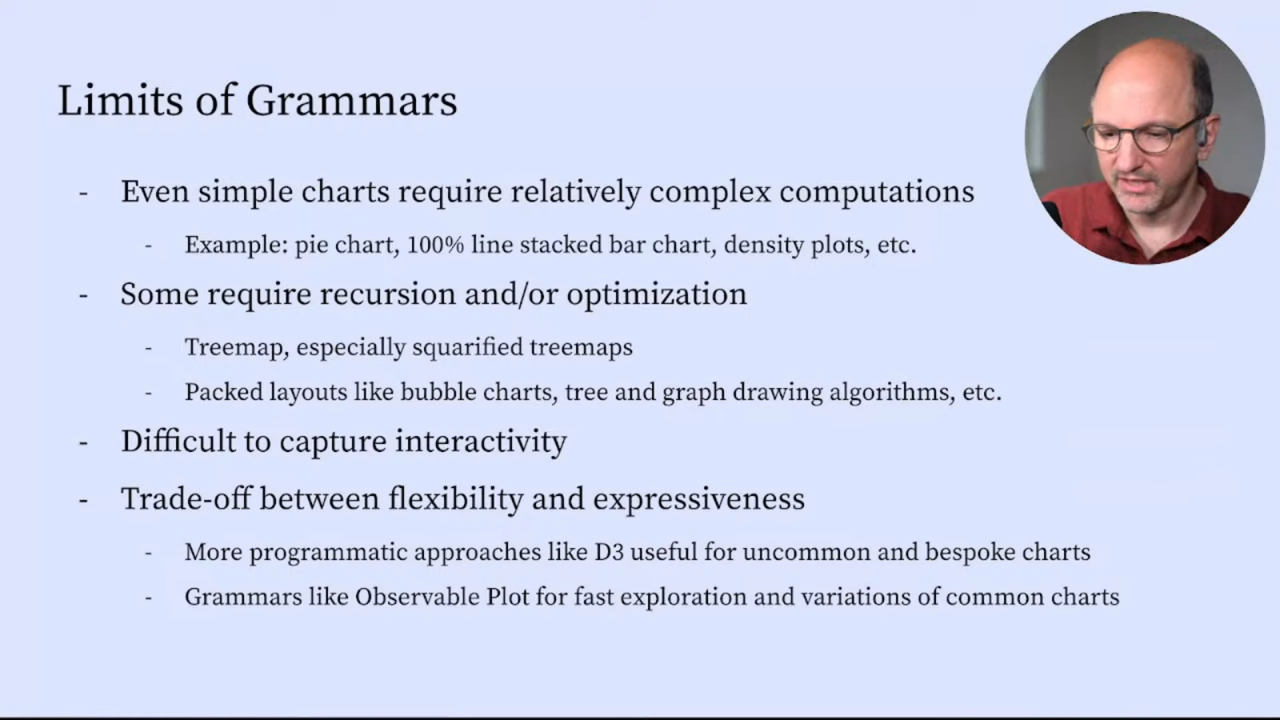 Limits of Grammars
- Even simple charts require relatively complex computations
- Example: pie chart, 100% line stacked bar chart, density plots, etc.
- Some require recursion and/or optimization
- Treemap, especially squarified treemaps
- Packed layouts like bubble charts, tree and graph drawing algorithms, etc.
- Difficult to capture interactivity
- Trade-off between flexibility and expressiveness
- More programmatic approaches like D3 useful for uncommon and bespoke charts
- Grammars like Observable Plot for fast exploration and variations of common charts